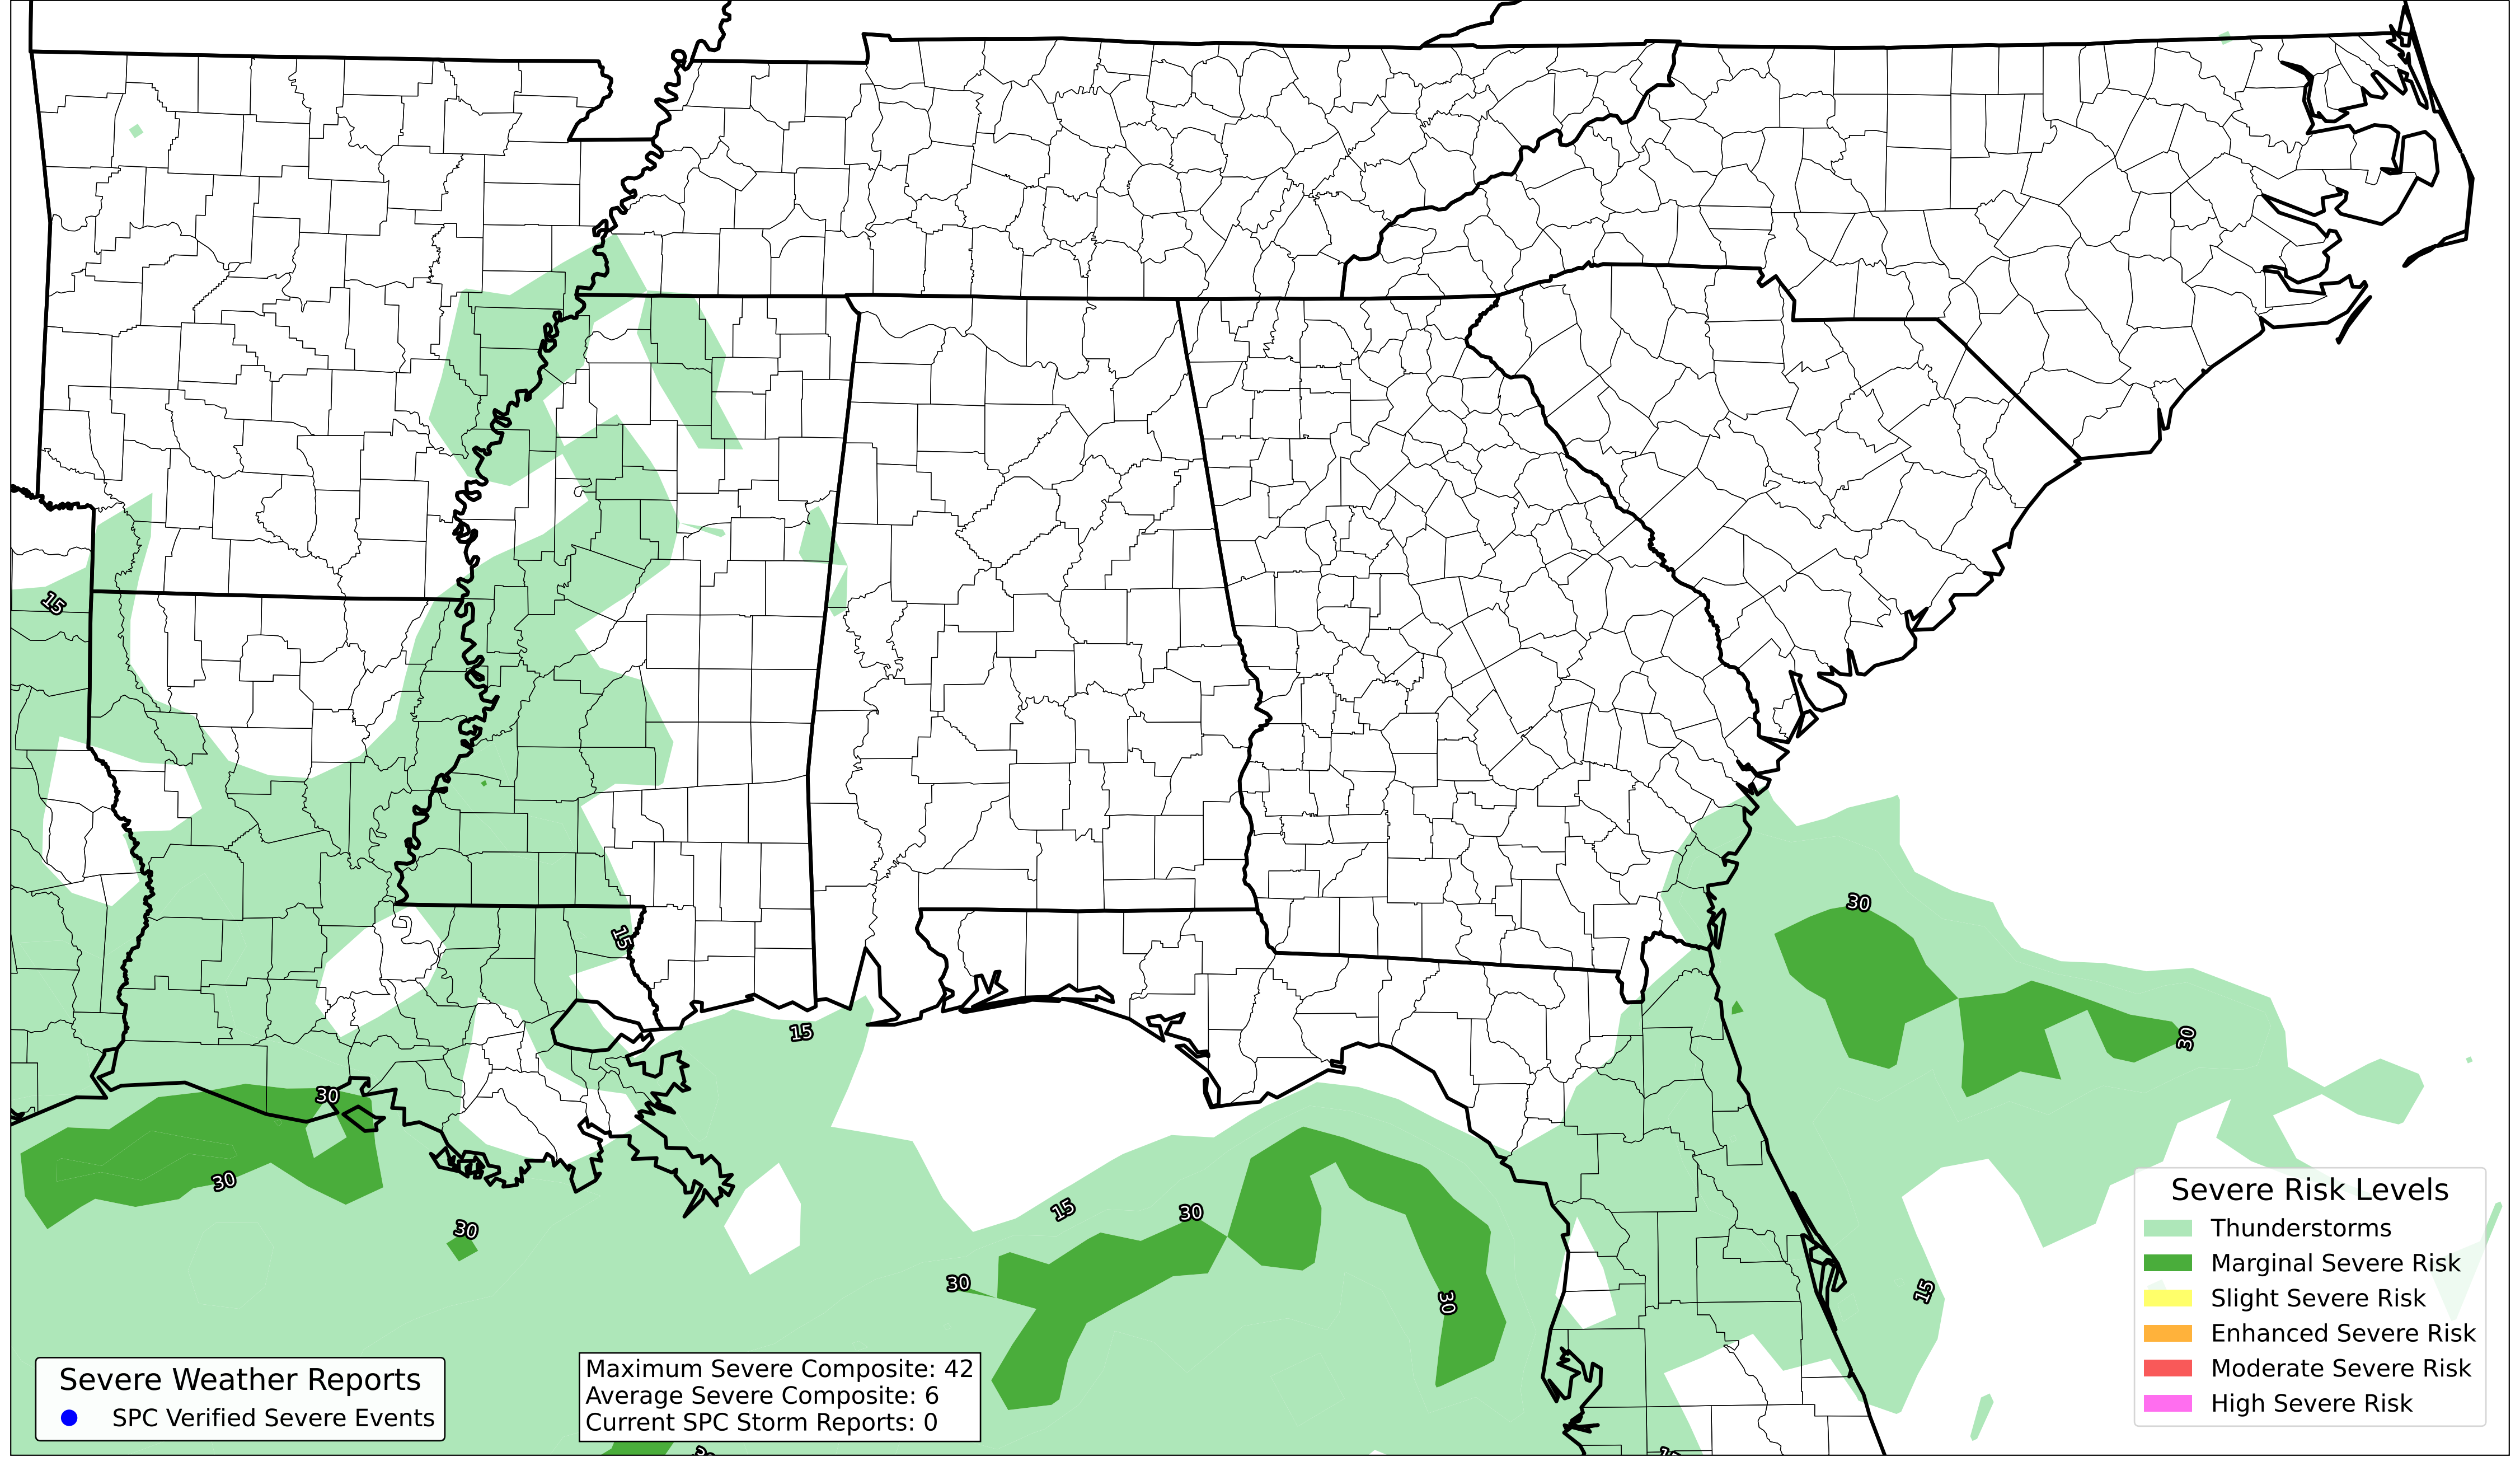 15
30
15
30
15
30
30
30
15
30
30
30
30
15
Severe Risk Levels
Thunderstorms
Marginal Severe Risk
Slight Severe Risk
Enhanced Severe Risk
Moderate Severe Risk
High Severe Risk
Severe Weather Reports
SPC Verified Severe Events
Maximum Severe Composite: 42
Average Severe Composite: 6
Current SPC Storm Reports: 0